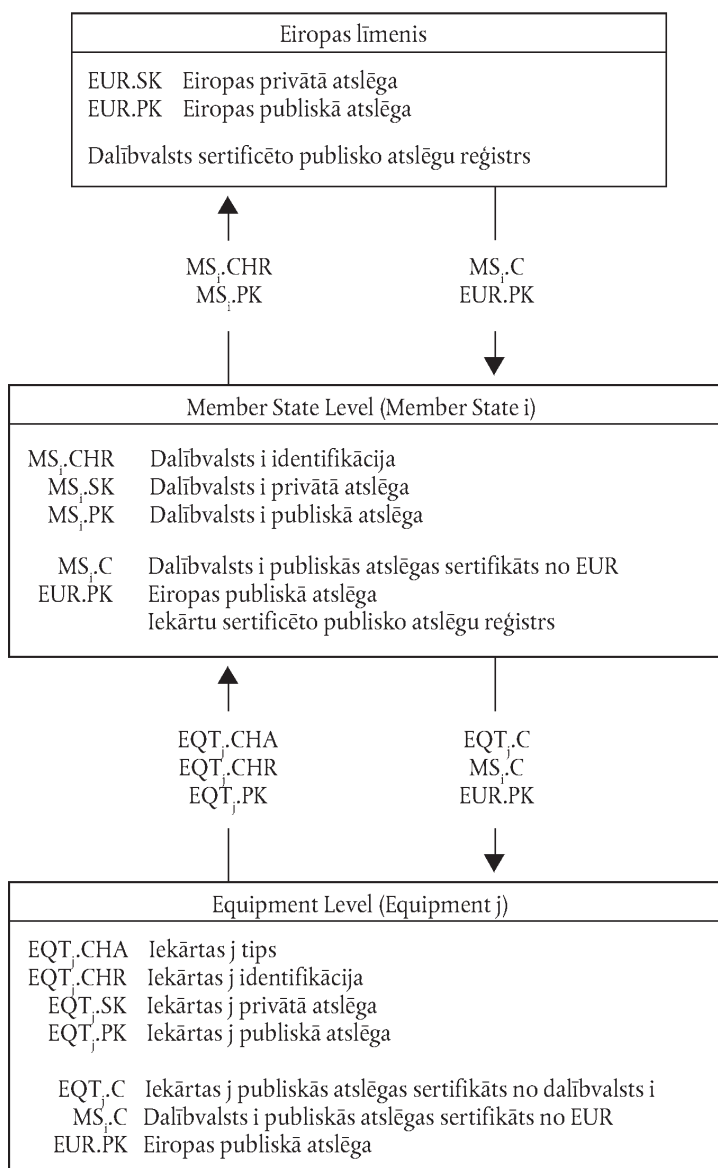 Eiropas līmenis
EUR.SK Eiropas privātā atslēga
EUR.PK Eiropas publiskā atslēga
Dalībvalsts sertificēto publisko atslēgu reģistrs
MSi.CHR
MSi.PK
MSi.C
EUR.PK
Member State Level (Member State i)
MSi.CHR Dalībvalsts i identifikācija
MSi.SK Dalībvalsts i privātā atslēga
MSi.PK Dalībvalsts i publiskā atslēga
MSi.C Dalībvalsts i publiskās atslēgas sertifikāts no EUR
EUR.PK Eiropas publiskā atslēga
Iekārtu sertificēto publisko atslēgu reģistrs
EQTj.CHA
EQTj.CHR
EQTj.PK
EQTj.C
MSi.C
EUR.PK
Equipment Level (Equipment j)
EQTj.CHA Iekārtas j tips
EQTj.CHR Iekārtas j identifikācija
EQTj.SK Iekārtas j privātā atslēga
EQTj.PK Iekārtas j publiskā atslēga
EQTj.C Iekārtas j publiskās atslēgas sertifikāts no dalībvalsts i
MSi.C Dalībvalsts i publiskās atslēgas sertifikāts no EUR
EUR.PK Eiropas publiskā atslēga